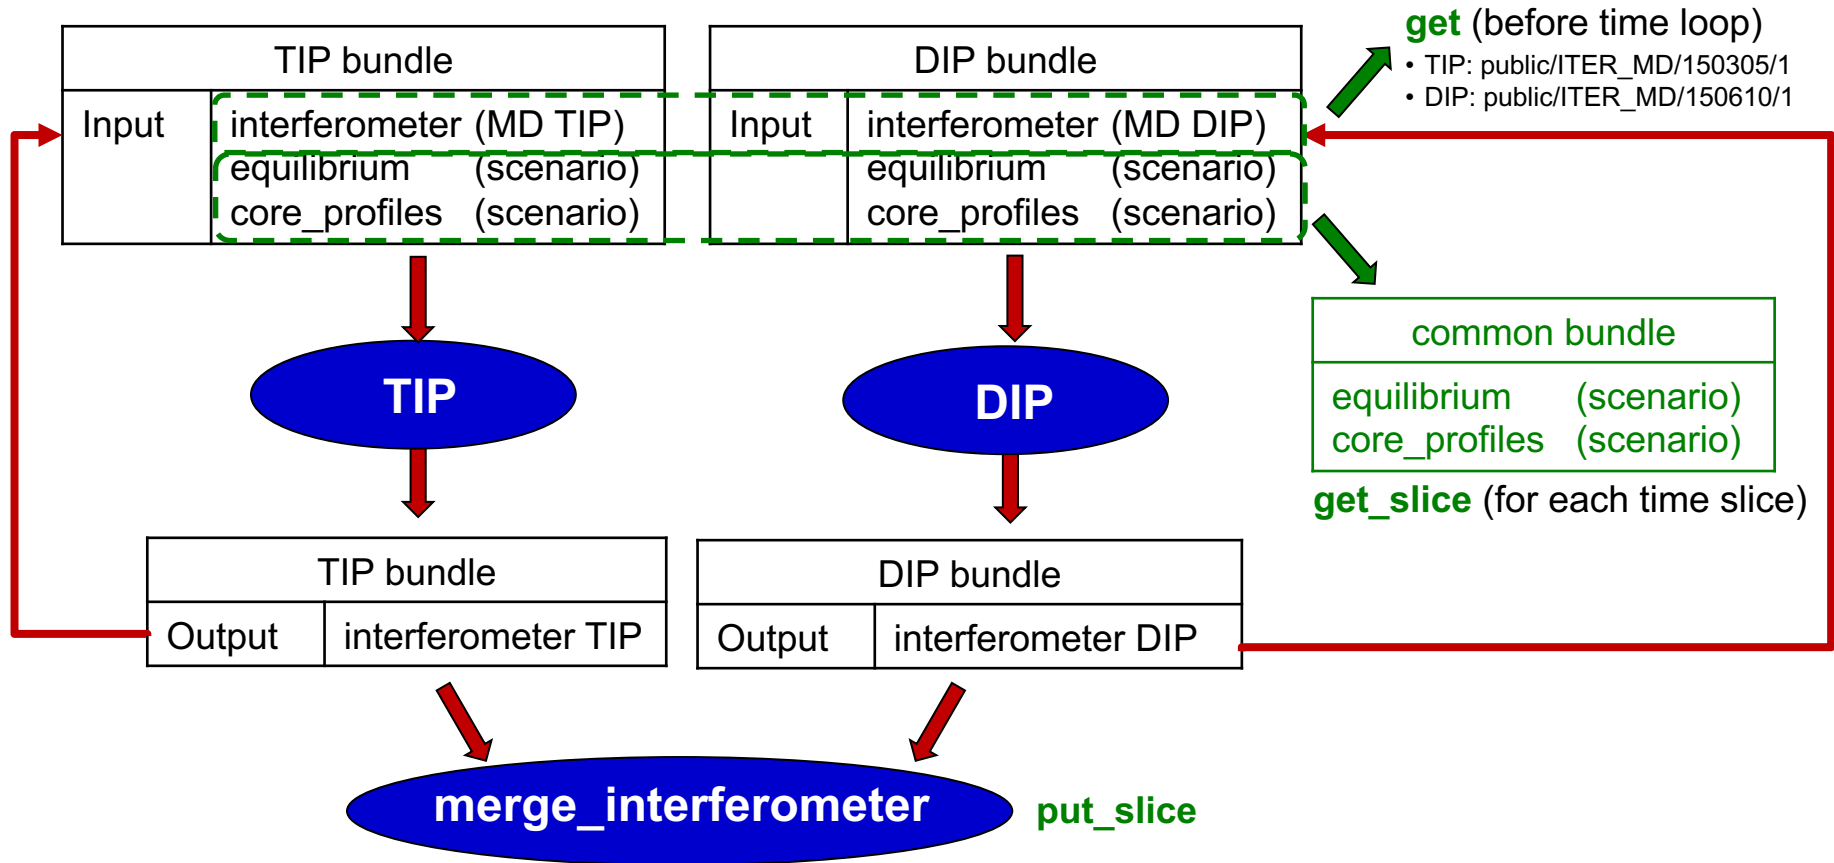 TIP bundle
Input
interferometer (MD TIP)
equilibrium (scenario)
core_profiles (scenario)
DIP bundle
Input
interferometer (MD DIP)
equilibrium (scenario)
core_profiles (scenario)
get (before time loop)
• TIP: public/ITER_MD/150305/1
• DIP: public/ITER_MD/150610/1
common bundle
equilibrium (scenario)
core_profiles (scenario)
get_slice (for each time slice)
TIP
DIP
TIP bundle
Output
interferometer TIP
DIP bundle
Output
interferometer DIP
merge_interferometer
put_slice